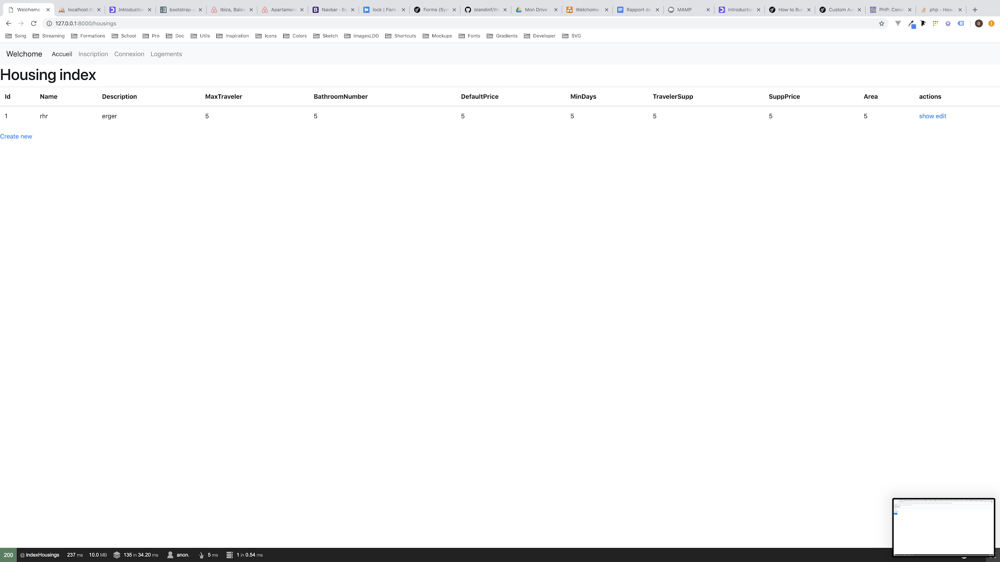 Welchome localhost:8 Introduction bootstrap- Ibiza, Baléa Apartament Navbar · Bo lock | Font Forms (Sym blandinf/We Mon Drive - Welchome- Rapport de MAMP Introduction How to Buil Custom Aut PHP: Const php - How
127.0.0.1:8000/housings
Song Streaming Formations School Pro Doc Utils Inspiration Icons Colors Sketch ImagesLDD Shortcuts Mockups Fonts Gradients Developer SVG
Welchome Accueil Inscription Connexion Logements
Housing index
Id Name Description MaxTraveler BathroomNumber DefaultPrice MinDays TravelerSupp SuppPrice Area actions
1 rhr erger 5 5 5 5 5 5 5 show edit
Create new
200 @ indexHousings 237 ms 10.0 MB 135 in 34.20 ms anon. 5 ms 1 in 0.54 ms